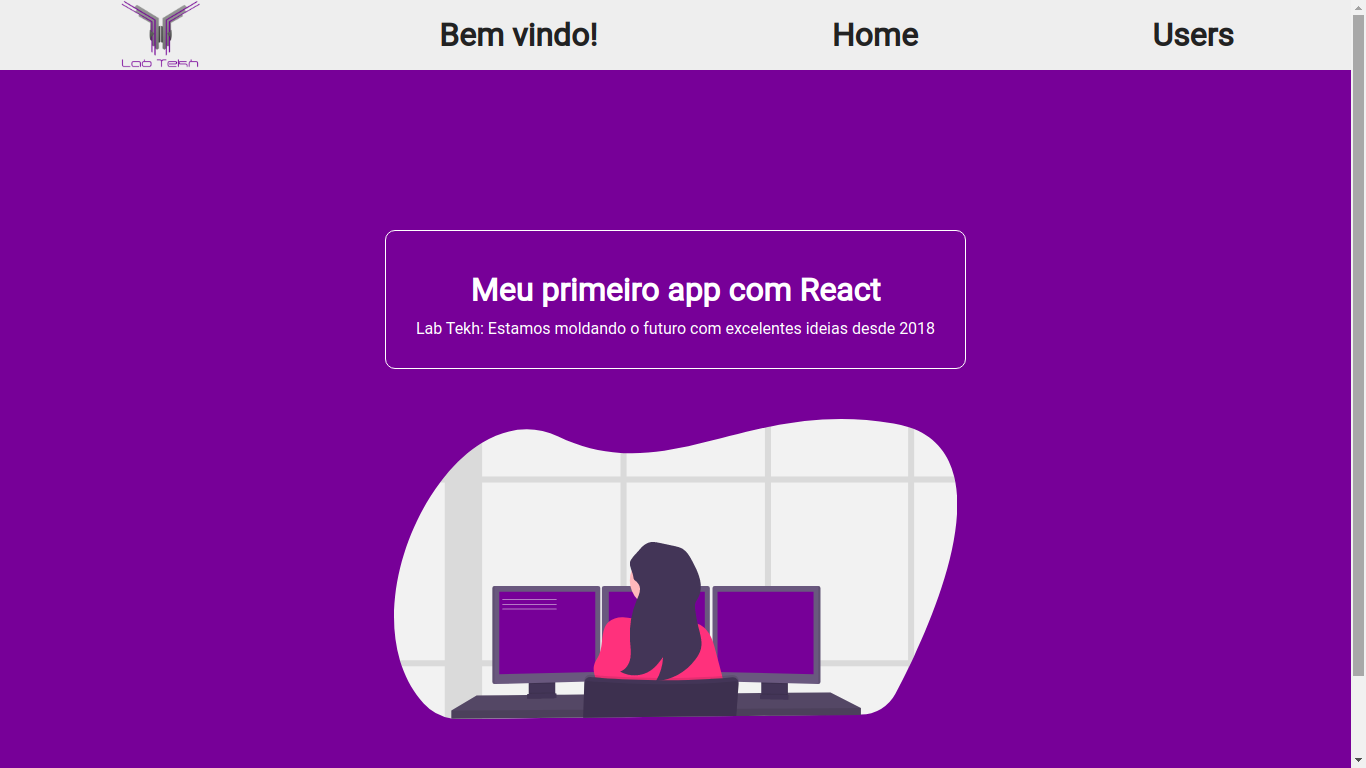 Lab Tekh
Bem vindo!
Home
Users
Meu primeiro app com React
Lab Tekh: Estamos moldando o futuro com excelentes ideias desde 2018